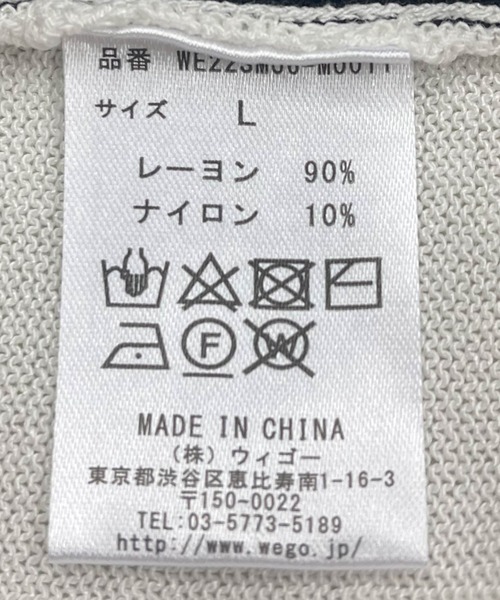 品番 WE22SM06-M0011
サイズ L
レーヨン 90%
ナイロン 10%
F
W
MADE IN CHINA
(株) ウィゴー
東京都渋谷区恵比寿南1-16-3
〒150-0022
TEL: 03-5773-5189
http://www.wego.jp/